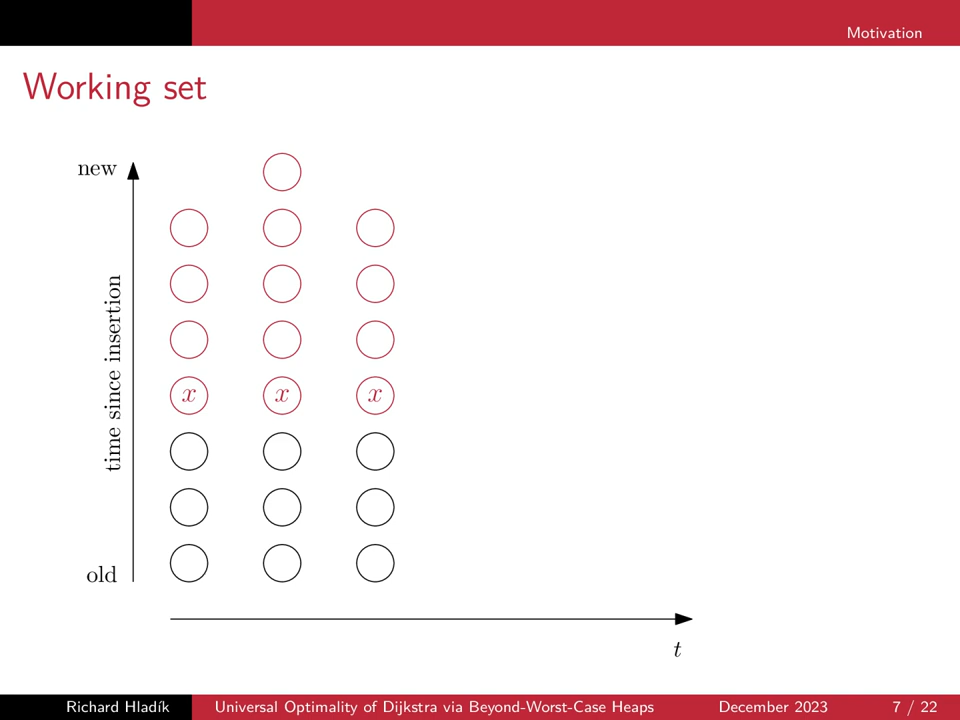 Motivation
Working set
new
time since insertion
x x x
old
t
Richard Hladík Universal Optimality of Dijkstra via Beyond-Worst-Case Heaps December 2023 7 / 22